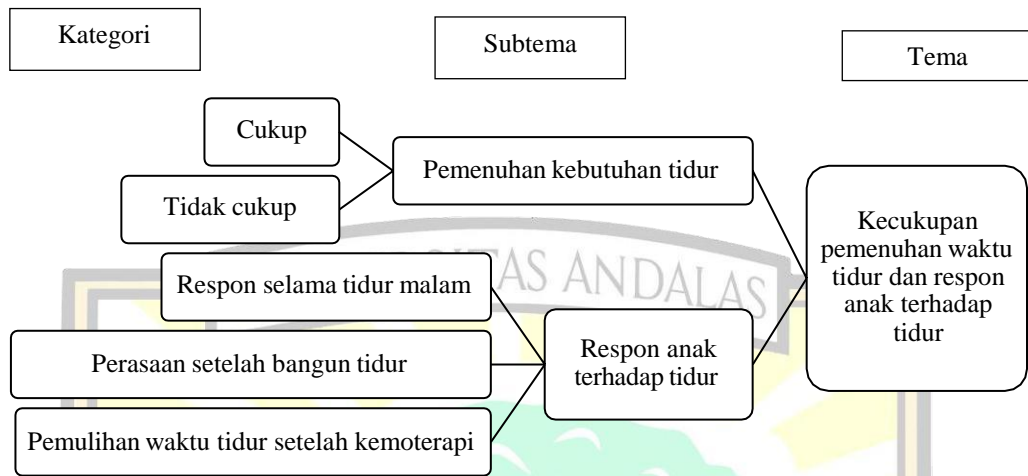 Kategori
Subtema
Tema
Cukup
Pemenuhan kebutuhan tidur
Tidak cukup
Kecukupan
pemenuhan waktu
tidur dan respon
anak terhadap
tidur
ANDALAS
Respon selama tidur malam
Respon anak
terhadap tidur
Perasaan setelah bangun tidur
Pemulihan waktu tidur setelah kemoterapi